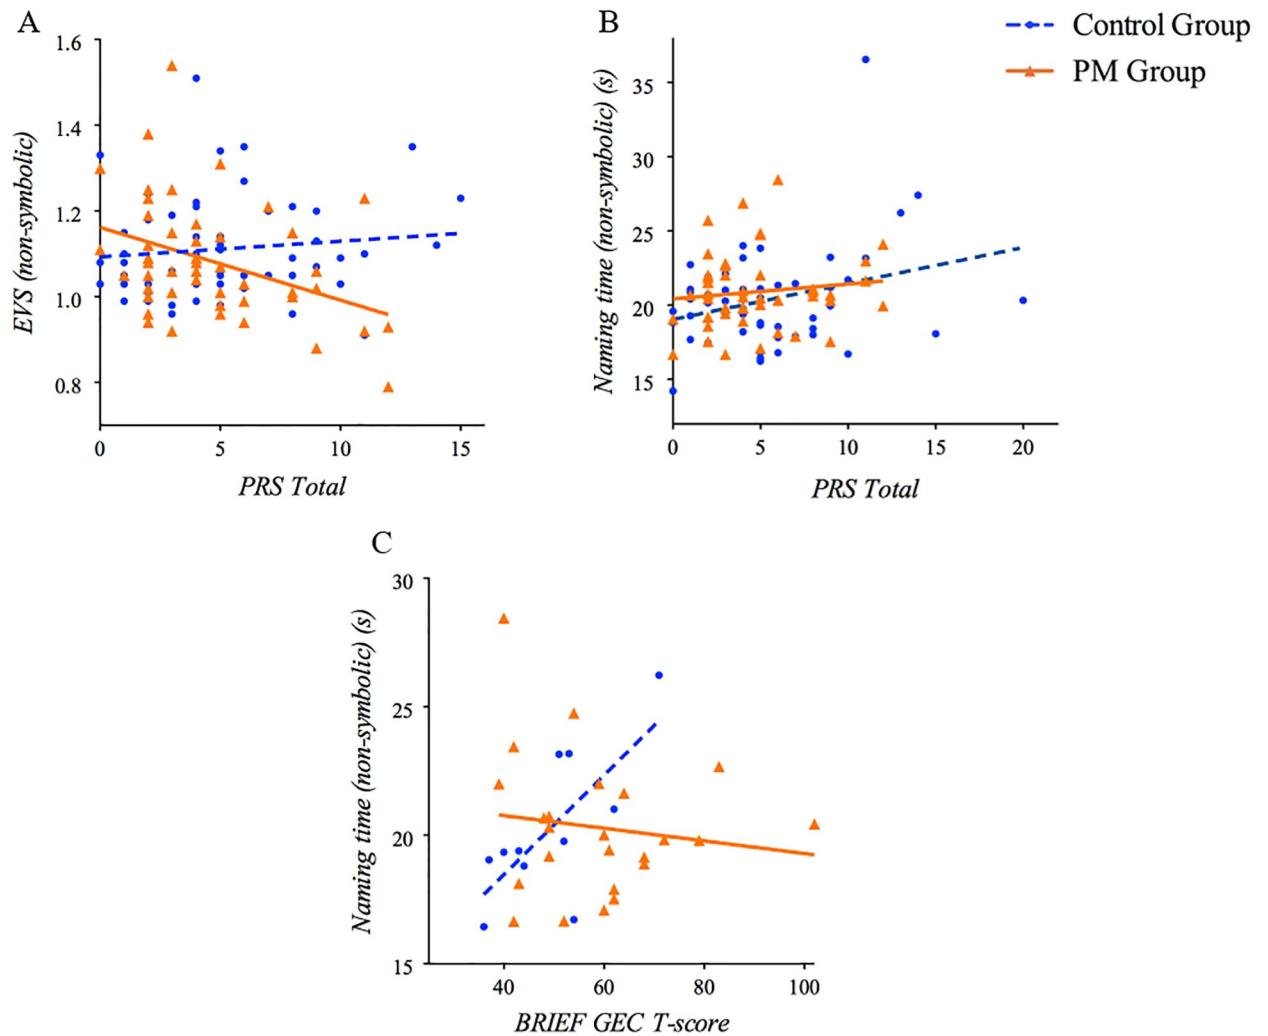 A
B
Control Group
PM Group
1.6
1.4
1.2
1.0
0.8
EVS (non-symbolic)
0
5
10
15
PRS Total
35
30
25
20
15
Naming time (non-symbolic) (s)
0
5
10
15
20
PRS Total
C
30
25
20
15
Naming time (non-symbolic) (s)
40
60
80
100
BRIEF GEC T-score